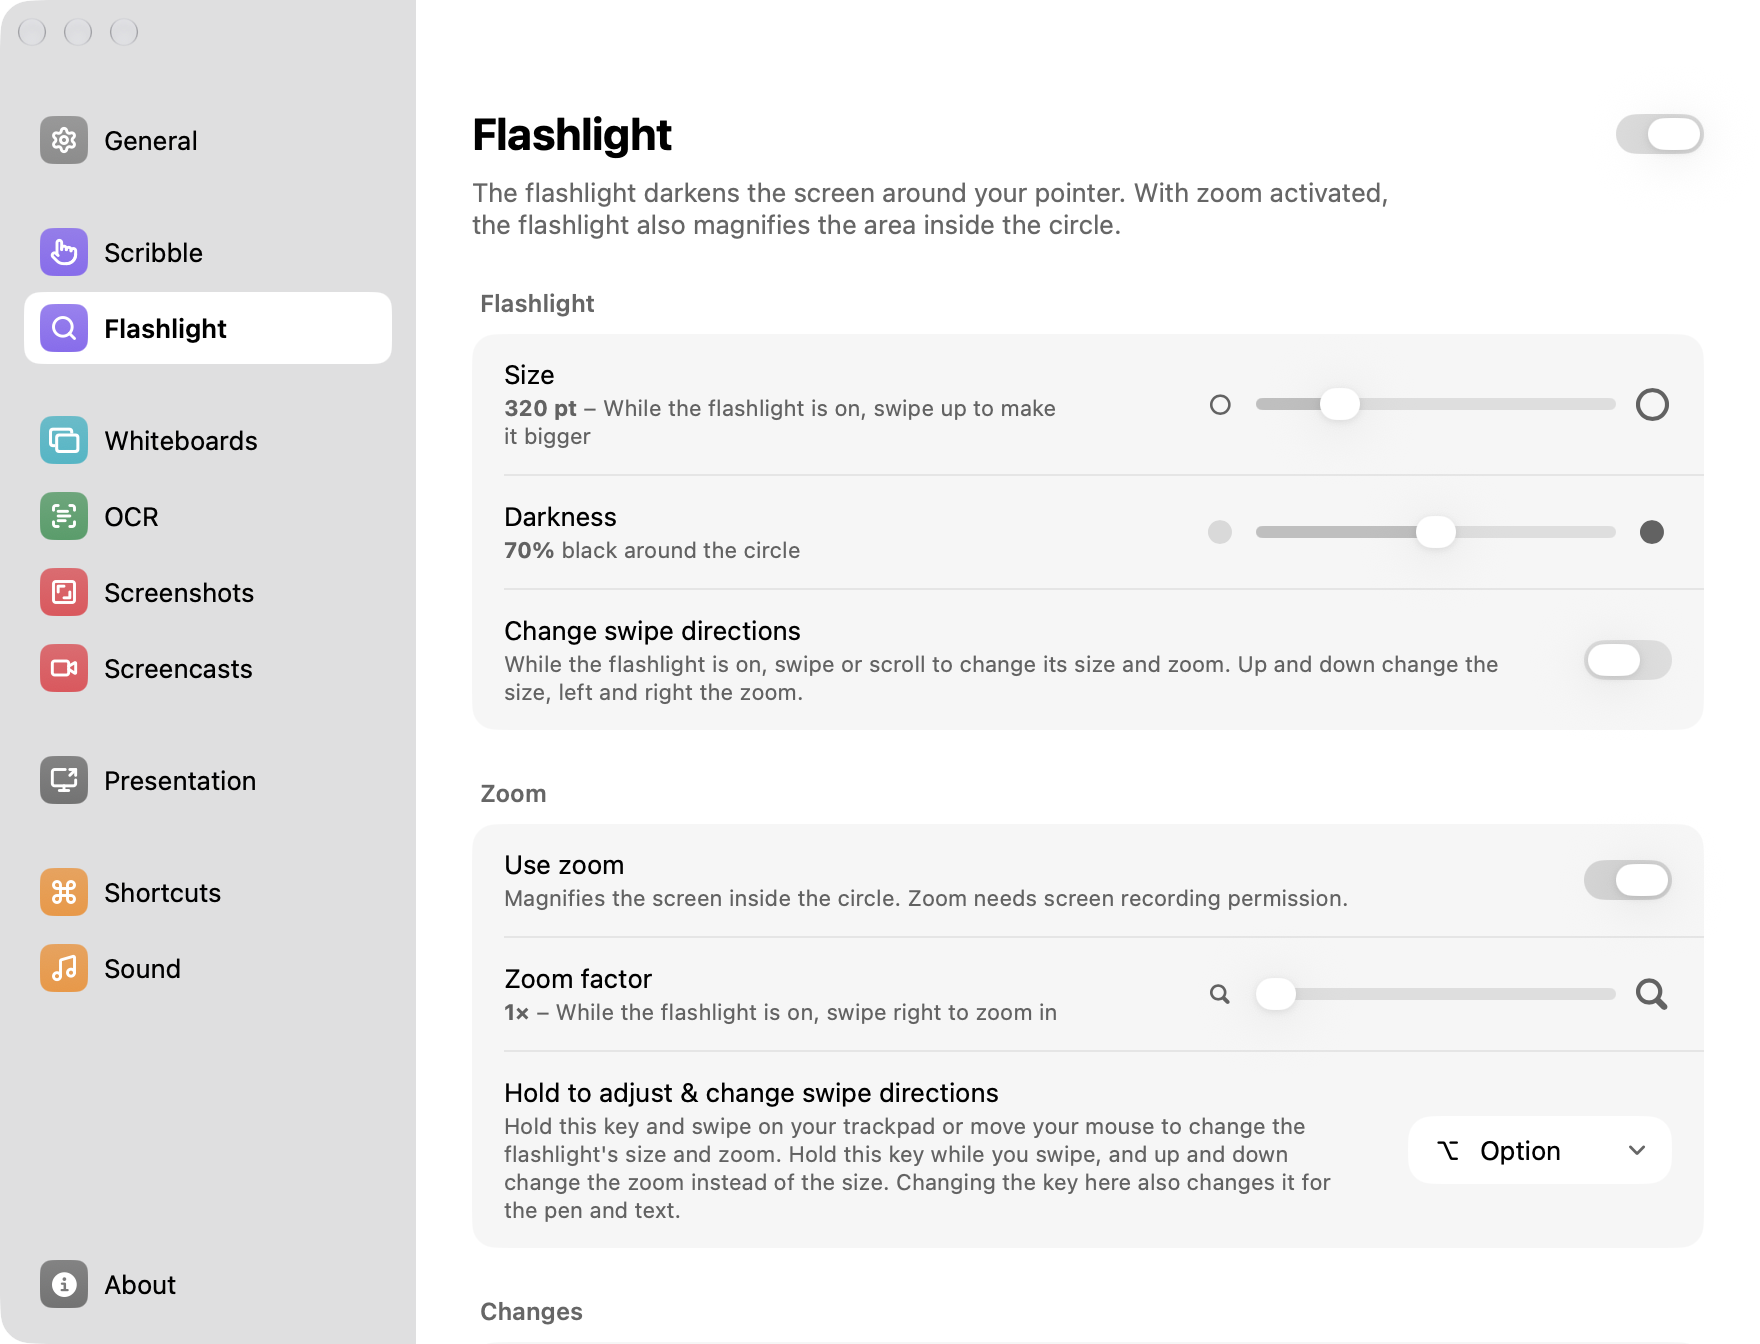 General
Scribble
Flashlight
Whiteboards
OCR
Screenshots
Screencasts
Presentation
Shortcuts
Sound
About
Flashlight
The flashlight darkens the screen around your pointer. With zoom activated,
the flashlight also magnifies the area inside the circle.
Flashlight
Size
320 pt – While the flashlight is on, swipe up to make
it bigger
Darkness
70% black around the circle
Change swipe directions
While the flashlight is on, swipe or scroll to change its size and zoom. Up and down change the
size, left and right the zoom.
Zoom
Use zoom
Magnifies the screen inside the circle. Zoom needs screen recording permission.
Zoom factor
1× – While the flashlight is on, swipe right to zoom in
Hold to adjust & change swipe directions
Hold this key and swipe on your trackpad or move your mouse to change the
flashlight's size and zoom. Hold this key while you swipe, and up and down
change the zoom instead of the size. Changing the key here also changes it for
the pen and text.
⌥ Option
Changes